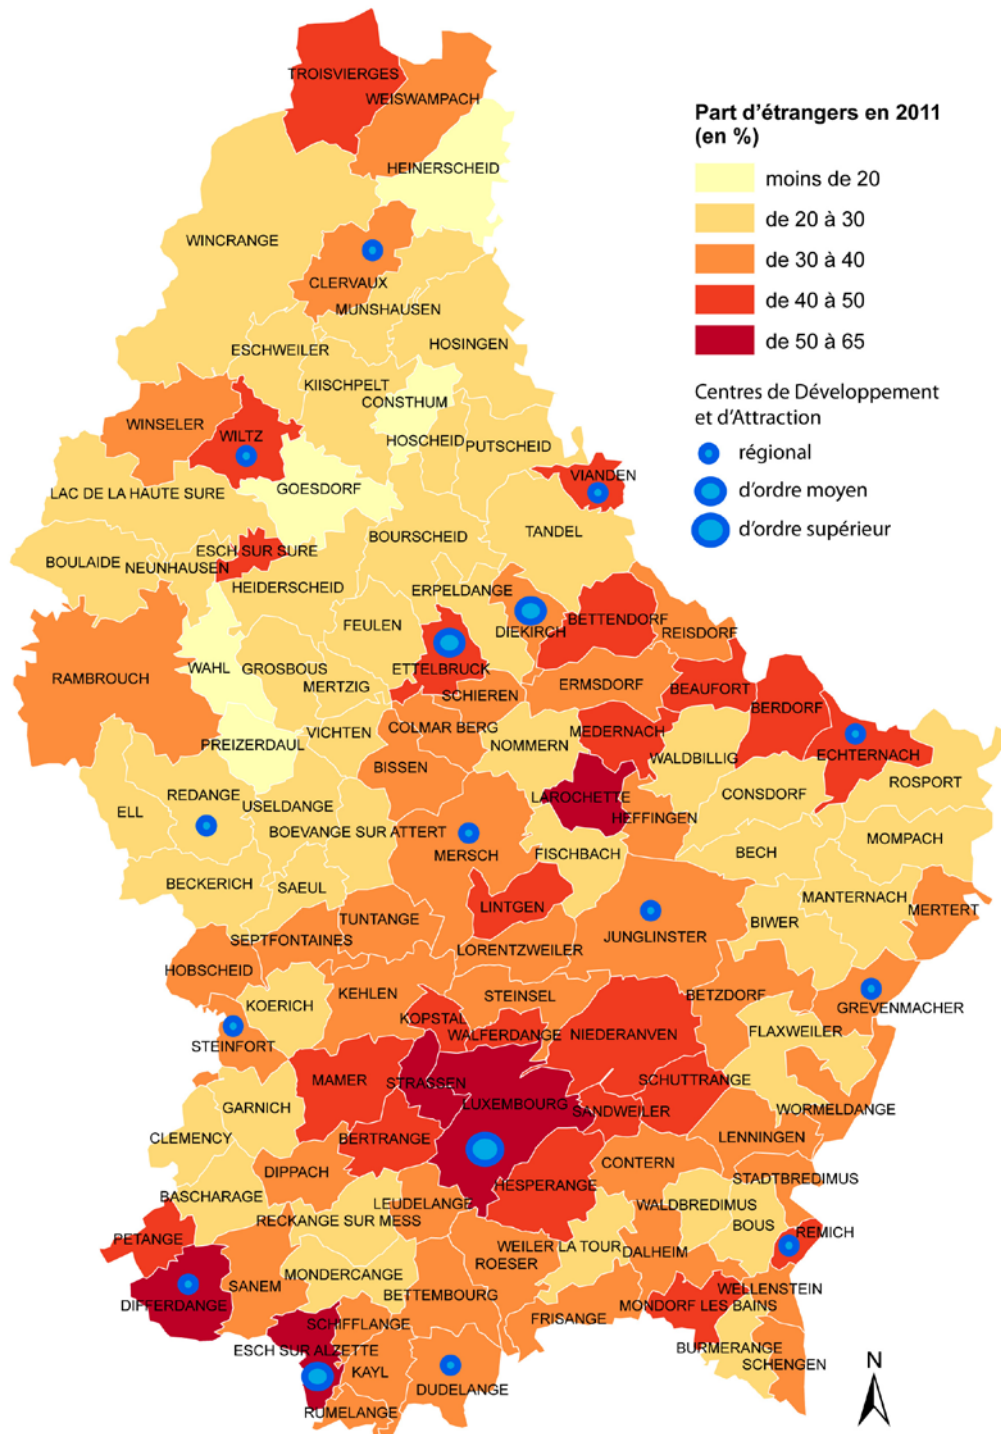 TROISVIERGES
WEISWAMPACH
Part d'étrangers en 2011
(en %)
HEINERSCHEID
moins de 20
de 20 à 30
WINCRANGE
de 30 à 40
CLERVAUX
MUNSHAUSEN
de 40 à 50
HOSINGEN
de 50 à 65
ESCHWEILER
KIISCHPELT
CONSTHUM
Centres de Développement
et d'Attraction
WINSELER
WILTZ
HOSCHEID
PUTSCHEID
régional
VIANDEN
LAC DE LA HAUTE SURE
GOESDORF
d'ordre moyen
TANDEL
d'ordre supérieur
BOURSCHEID
ESCH SUR SURE
BOULAIDE
NEUNHAUSEN
HEIDERSCHEID
ERPELDANGE
FEULEN
DIEKIRCH
BETTENDORF
REISDORF
WAHL
GROSBOUS
ETTELBRUCK
RAMBROUCH
MERTZIG
SCHIEREN
ERMSDORF
BEAUFORT
BERDORF
COLMAR BERG
VICHTEN
MEDERNACH
PREIZERDAUL
NOMMERN
WALDBILLIG
ECHTERNACH
BISSEN
ROSPORT
REDANGE
LAROCHETTE
CONSDORF
ELL
USELDANGE
HEFFINGEN
BOEVANGE SUR ATTERT
MOMPACH
MERSCH
FISCHBACH
BECH
BECKERICH
SAEUL
MANTERNACH
LINTGEN
MERTERT
TUNTANGE
BIWER
SEPTFONTAINES
LORENTZWEILER
JUNGLINSTER
HOBSCHEID
KEHLEN
STEINSEL
BETZDORF
KOERICH
GREVENMACHER
KOPSTAL
WALFERDANGE
NIEDERANVEN
FLAXWEILER
STEINFORT
MAMER
STRASSEN
SCHUTTRANGE
GARNICH
LUXEMBOURG
SANDWEILER
WORMELDANGE
CLEMENCY
BERTRANGE
LENNINGEN
DIPPACH
CONTERN
STADTBREDIMUS
BASCHARAGE
LEUDELANGE
HESPERANGE
WALDBREDIMUS
RECKANGE SUR MESS
BOUS
REMICH
PETANGE
WEILER LA TOUR
DALHEIM
ROESER
MONDERCANGE
SANEM
BETTEMBOURG
WELLENSTEIN
DIFFERDANGE
MONDORF LES BAINS
FRISANGE
SCHIFFLANGE
ESCH SUR ALZETTE
BURMERANGE
SCHENGEN
KAYL
DUDELANGE
RUMELANGE
N